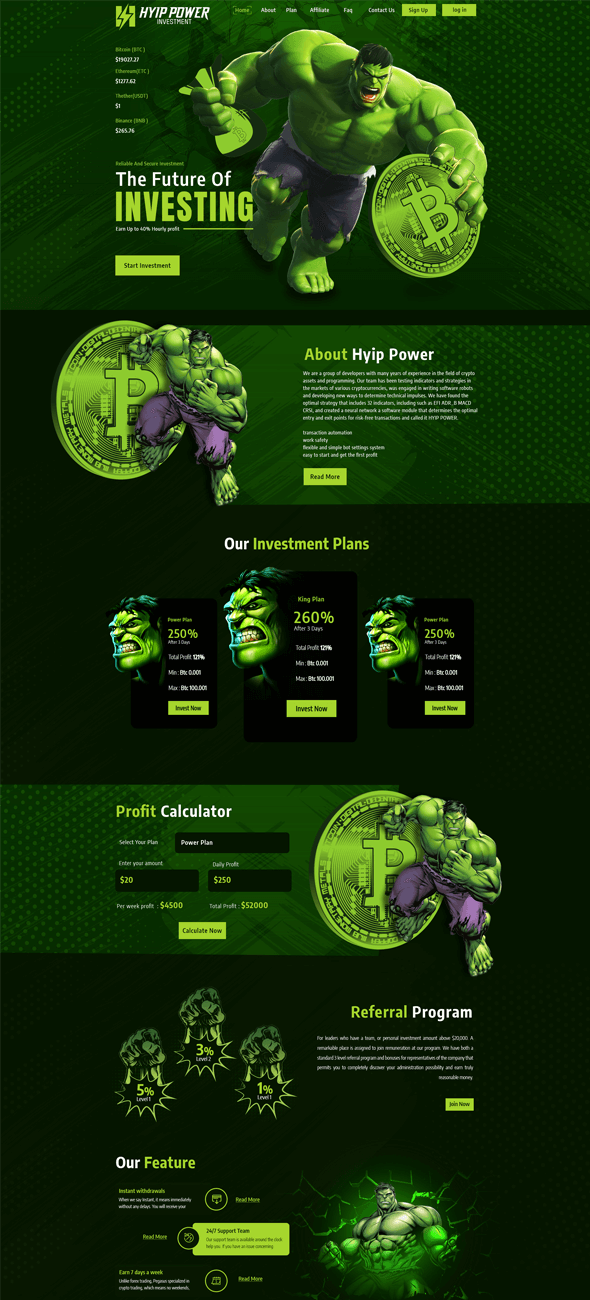 HYIP POWER
INVESTMENT
Home
About
Plan
Affiliate
Faq
Contact Us
Sign Up
log in
Bitcoin (BTC )
$19027.27
Ethereum(ETC )
$1277.62
Thether(USDT)
$1
Binance (BNB )
$265.76
Reliable And Secure Investment
The Future Of
INVESTING
Earn Up to 40% Hourly profit
Start Investment
About Hyip Power
We are a group of developers with many years of experience in the field of crypto
assets and programming. Our team has been testing indicators and strategies in
the markets of various cryptocurrencies, was engaged in writing software robots
and developing new ways to determine technical impulses. We have found the
optimal strategy that includes 32 indicators, including such as EFI ADR, B MACD
CRSI, and created a neural network a software module that determines the optimal
entry and exit points for risk-free transactions and called it HYIP POWER.
transaction automation
work safety
flexible and simple bot settings system
easy to start and get the first profit
Read More
Our Investment Plans
Power Plan
250%
After 3 Days
Total Profit 121%
Min : Btc 0.001
Max : Btc 100.001
Invest Now
King Plan
260%
After 3 Days
Total Profit 121%
Min : Btc 0.001
Max : Btc 100.001
Invest Now
Power Plan
250%
After 3 Days
Total Profit 121%
Min : Btc 0.001
Max : Btc 100.001
Invest Now
Profit Calculator
Select Your Plan
Power Plan
Enter your amount
Daily Profit
$20
$250
Per week profit : $4500
Total Profit : $52000
Calculate Now
3%
Level 2
5%
Level 1
1%
Level 1
Referral Program
For leaders who have a team, or personal investment amount above $20,000. A
remarkable place is assigned to join remuneration at our program. We have both a
standard 3-level referral program and bonuses for representatives of the company that
permits you to completely discover your administration possibility and earn truly
reasonable money.
Join Now
Our Feature
Instant withdrawals
When we say Instant, it means immediately
without any delays. You will receive your
Read More
Read More
24/7 Support Team
Our support team is available around the clock
help you. If you have an issue concerning
Earn 7 days a week
Unlike forex trading, Pegasus specialized in
crypto trading, which means no weekends,
Read More